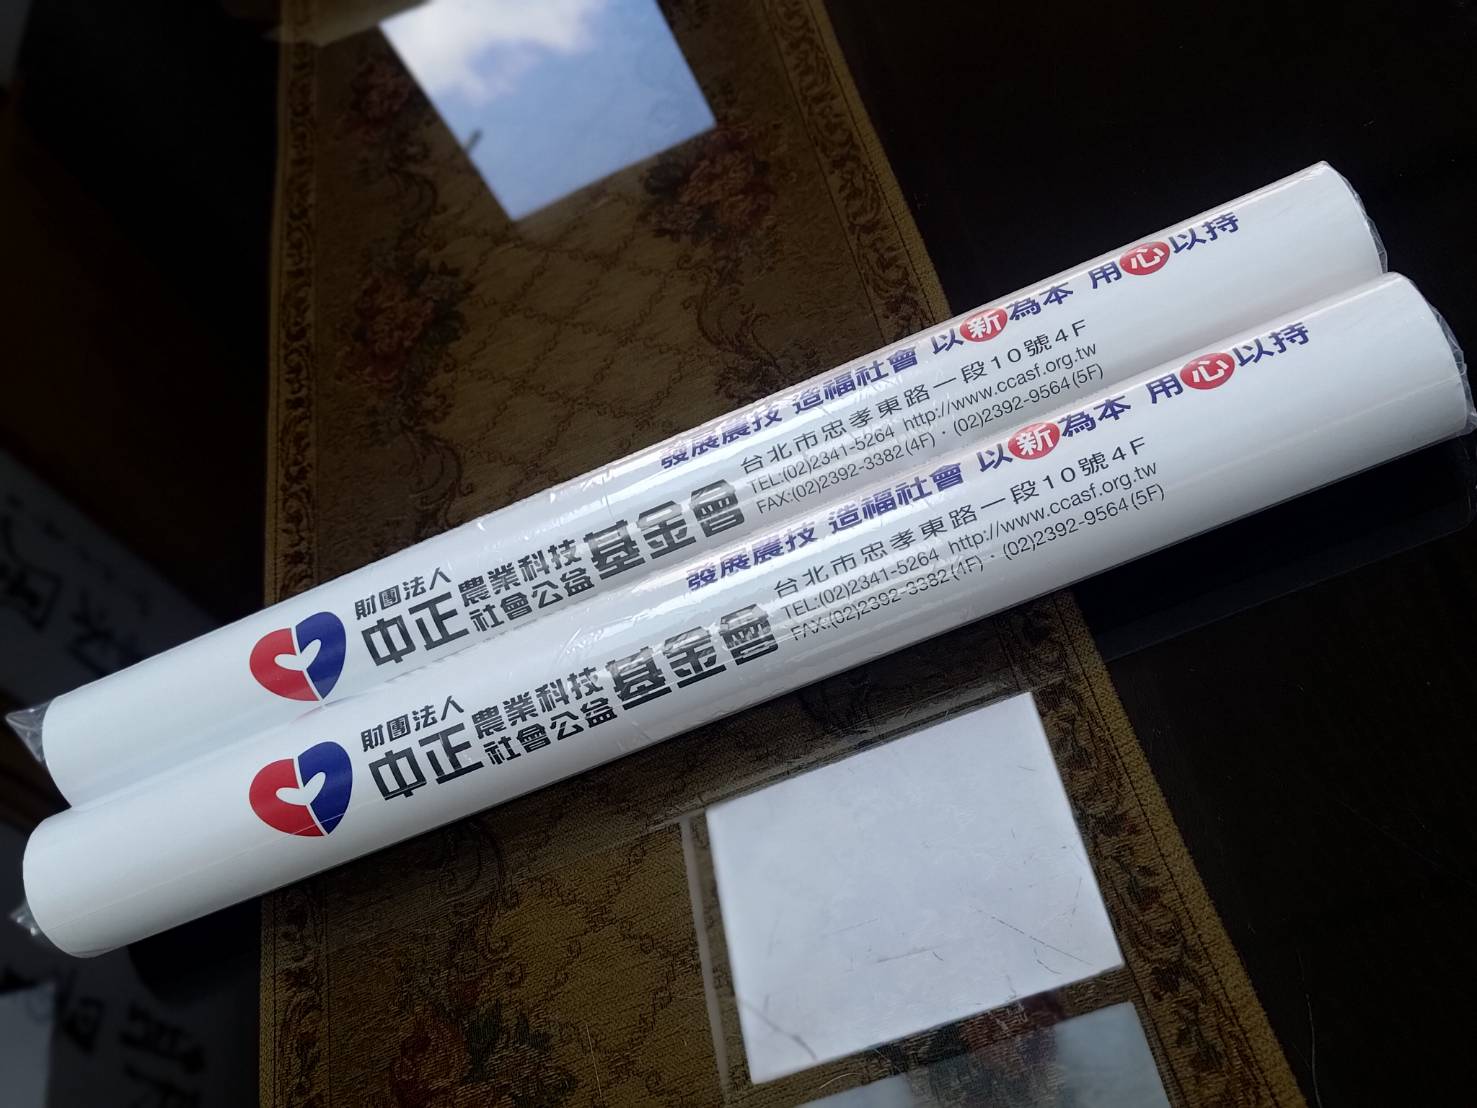 發展農技 造福社會 以新為本 用心以持
台北市忠孝東路一段10號4F
TEL:(02)2341-5264 http://www.ccasf.org.tw
FAX:(02)2392-3382(4F)・(02)2392-9564(5F)
財團法人
中正農業科技
社會公益
基金會
發展農技 造福社會 以新為本 用心以持
台北市忠孝東路一段10號4F
TEL:(02)2341-5264 http://www.ccasf.org.tw
FAX:(02)2392-3382(4F)・(02)2392-9564(5F)
財團法人
中正農業科技
社會公益
基金會